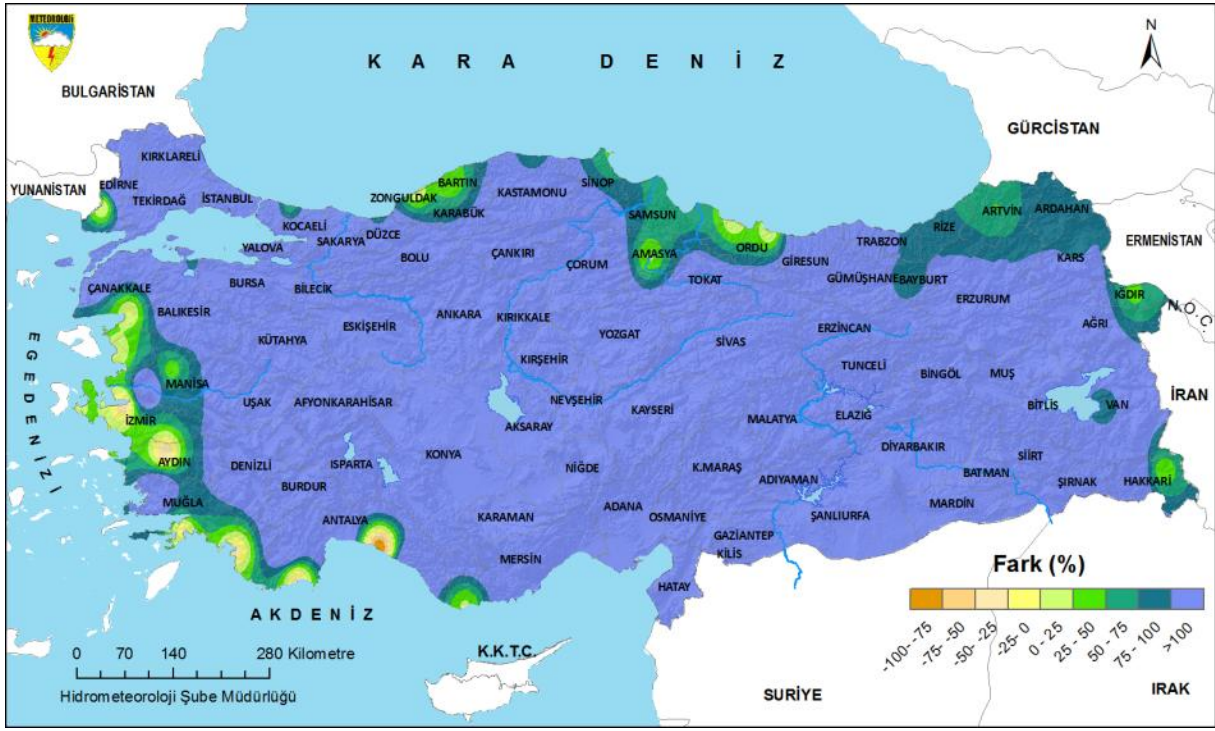 METEOROLOJİ
N
K A R A D E N İ Z
BULGARİSTAN
GÜRCİSTAN
KIRKLARELİ
YUNANİSTAN
EDİRNE
TEKİRDAĞ
İSTANBUL
KOCAELİ
YALOVA
SAKARYA
DÜZCE
ZONGULDAK
BARTIN
KARABÜK
KASTAMONU
SİNOP
SAMSUN
ORDU
GİRESUN
TRABZON
RİZE
ARTVİN
ARDAHAN
ERMENİSTAN
KARS
BOLU
ÇANKIRI
ÇORUM
AMASYA
TOKAT
GÜMÜŞHANE
BAYBURT
ERZURUM
IĞDIR
N.O.C.
AĞRI
ÇANAKKALE
BALIKESİR
BURSA
BİLECİK
ESKİŞEHİR
KÜTAHYA
ANKARA
KIRIKKALE
YOZGAT
SİVAS
ERZİNCAN
KIRŞEHİR
TUNCELİ
BİNGÖL
MUŞ
E G E D E N İ Z İ
MANİSA
UŞAK
AFYONKARAHİSAR
İZMİR
AYDIN
DENİZLİ
ISPARTA
BURDUR
KONYA
AKSARAY
NEVŞEHİR
KAYSERİ
MALATYA
ELAZIĞ
BİTLİS
VAN
İRAN
DİYARBAKIR
NİĞDE
K.MARAŞ
ADIYAMAN
BATMAN
SİİRT
ŞIRNAK
HAKKARİ
MARDİN
MUĞLA
ANTALYA
KARAMAN
ADANA
OSMANİYE
GAZİANTEP
KİLİS
ŞANLIURFA
MERSİN
HATAY
A K D E N İ Z
K.K.T.C.
SURİYE
IRAK
Fark (%)
-100--75
-75--50
-50--25
-25- 0
0 - 25
25 - 50
50 - 75
75 - 100
>100
0 70 140 280 Kilometre
Hidrometeoroloji Şube Müdürlüğü